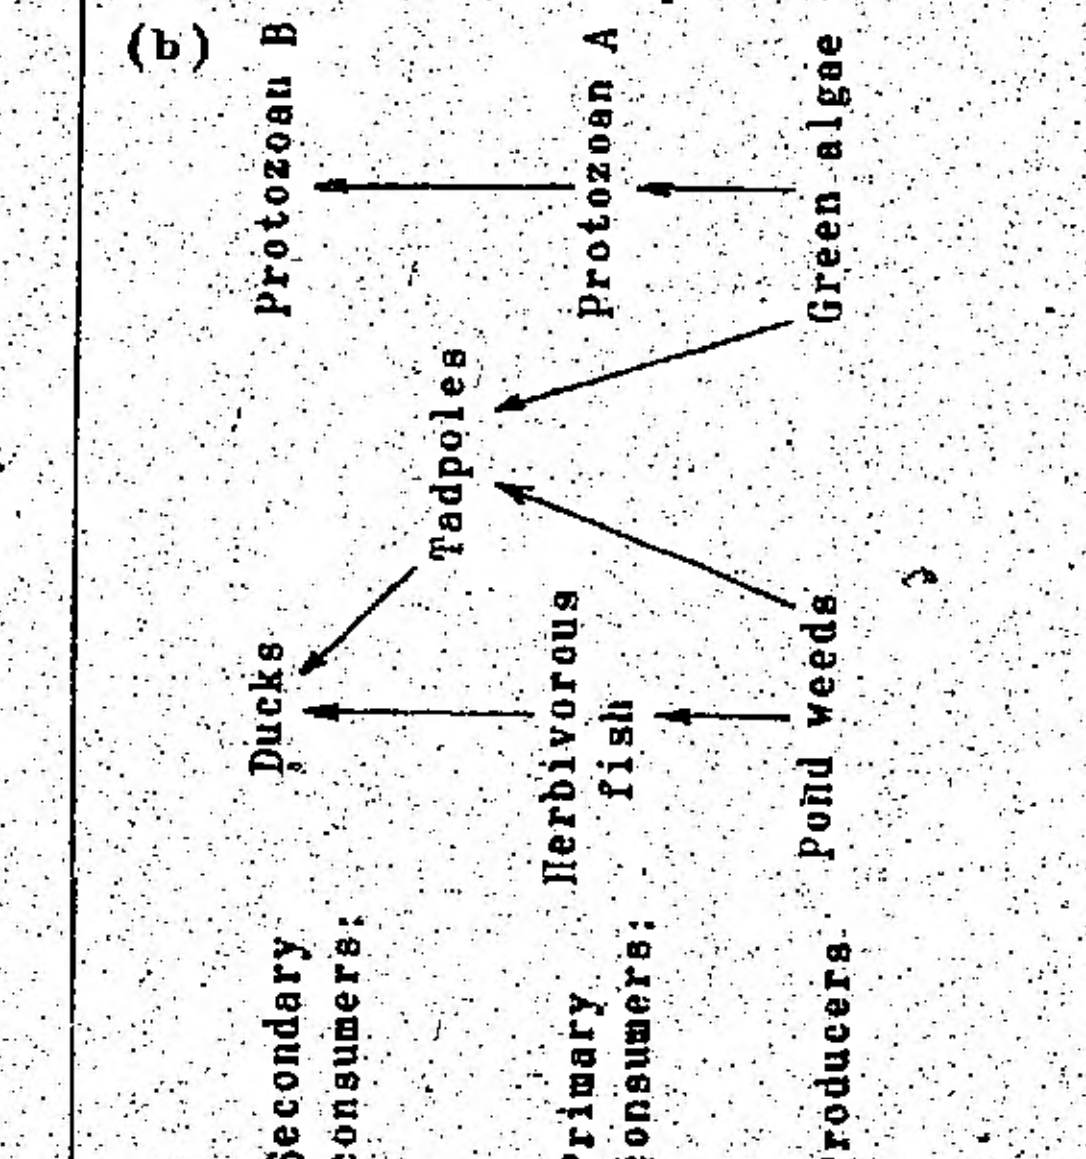 (b)
Secondary
consumers:
Ducks
Protozoan B
Tadpoles
Primary
consumers:
Herbivorous
fish
Protozoan A
Producers
Pond weeds
Green algae